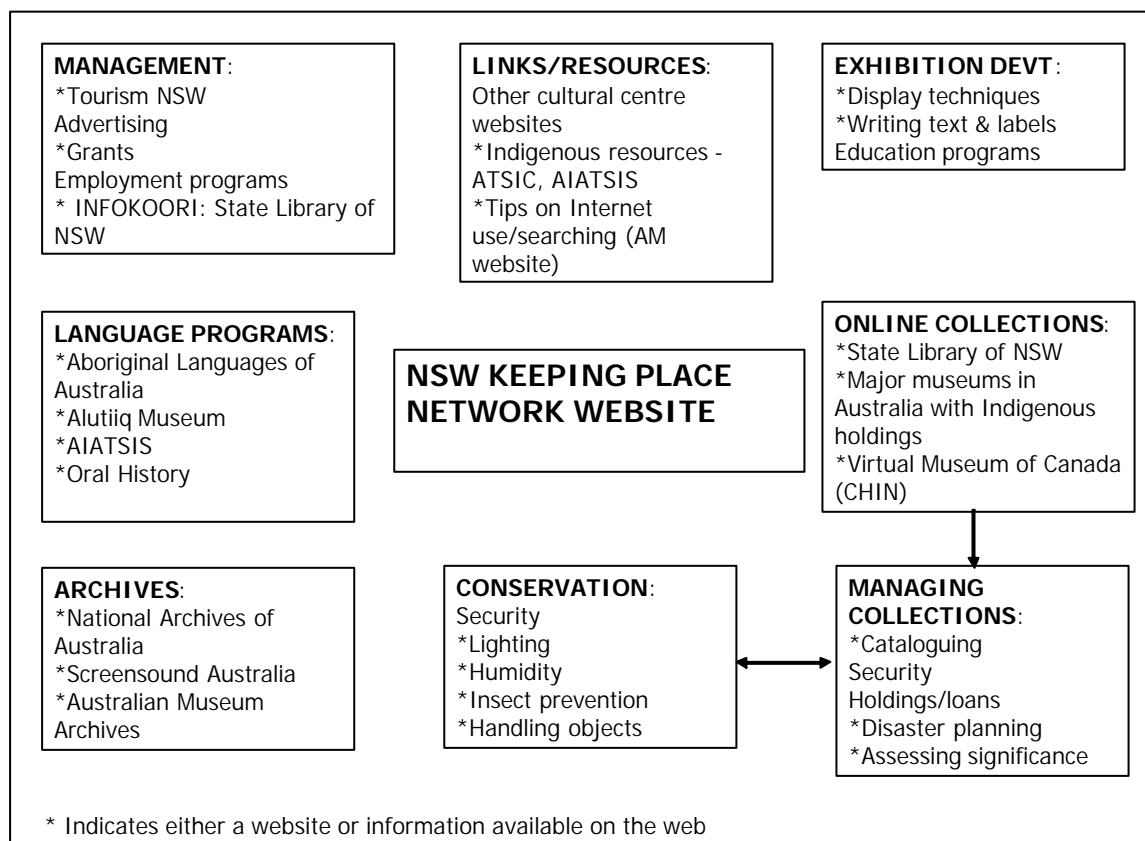 MANAGEMENT:
*Tourism NSW
Advertising
*Grants
Employment programs
* INFOKOORI: State Library of
NSW
LINKS/RESOURCES:
Other cultural centre
websites
*Indigenous resources -
ATSIC, AIATSIS
*Tips on Internet
use/searching (AM
website)
EXHIBITION DEVT:
*Display techniques
*Writing text & labels
Education programs
LANGUAGE PROGRAMS:
*Aboriginal Languages of
Australia
*Alutiiq Museum
*AIATSIS
*Oral History
NSW KEEPING PLACE
NETWORK WEBSITE
ONLINE COLLECTIONS:
*State Library of NSW
*Major museums in
Australia with Indigenous
holdings
*Virtual Museum of Canada
(CHIN)
ARCHIVES:
*National Archives of
Australia
*Screensound Australia
*Australian Museum
Archives
CONSERVATION:
Security
*Lighting
*Humidity
*Insect prevention
*Handling objects
MANAGING
COLLECTIONS:
*Cataloguing
Security
Holdings/loans
*Disaster planning
*Assessing significance
* Indicates either a website or information available on the web